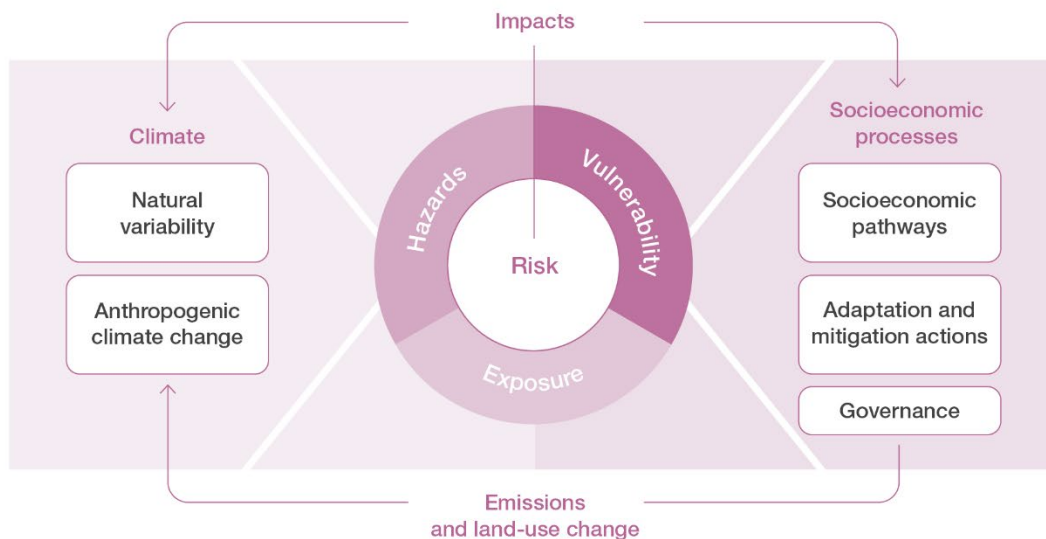 Impacts
Climate
Natural
variability
Anthropogenic
climate change
Hazards
Vulnerability
Exposure
Risk
Socioeconomic
processes
Socioeconomic
pathways
Adaptation and
mitigation actions
Governance
Emissions
and land-use change